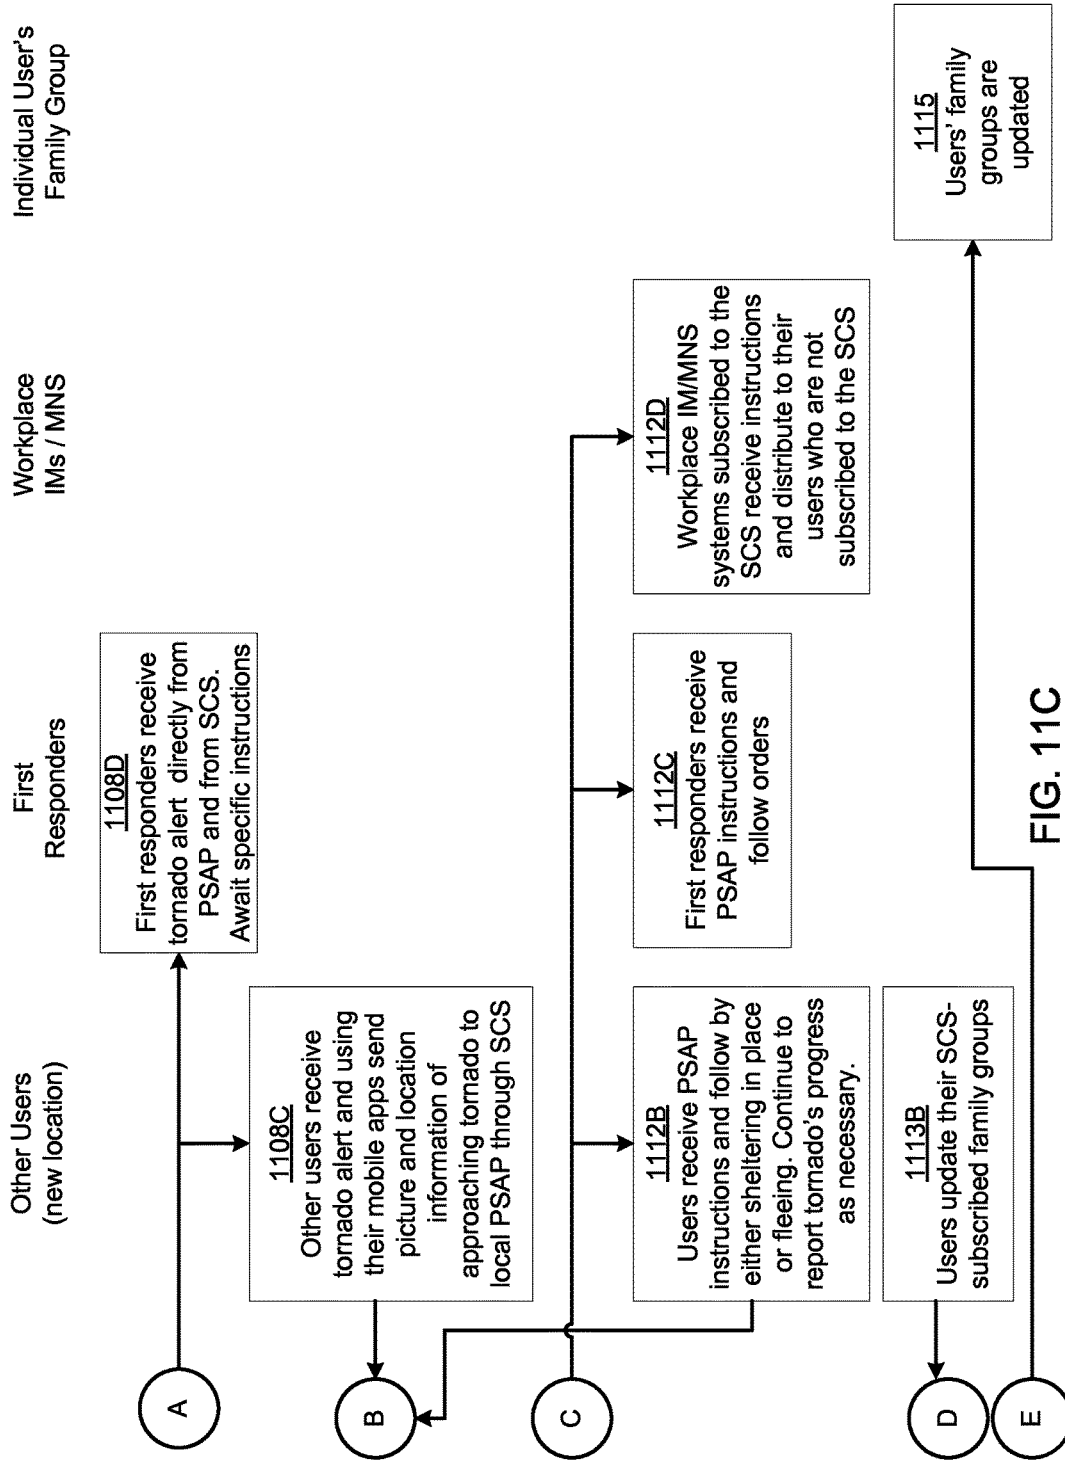 Other Users
(new location)
First
Responders
Workplace
IMs / MNS
Individual User's
Family Group
A
1108D
First responders receive
tornado alert directly from
PSAP and from SCS.
Await specific instructions
1108C
Other users receive
tornado alert and using
their mobile apps send
picture and location
information of
approaching tornado to
local PSAP through SCS
B
C
1112B
Users receive PSAP
instructions and follow by
either sheltering in place
or fleeing. Continue to
report tornado's progress
as necessary.
1112C
First responders receive
PSAP instructions and
follow orders
1112D
Workplace IM/MNS
systems subscribed to the
SCS receive instructions
and distribute to their
users who are not
subscribed to the SCS
D
1113B
Users update their SCS-
subscribed family groups
E
1115
Users' family
groups are
updated
FIG. 11C